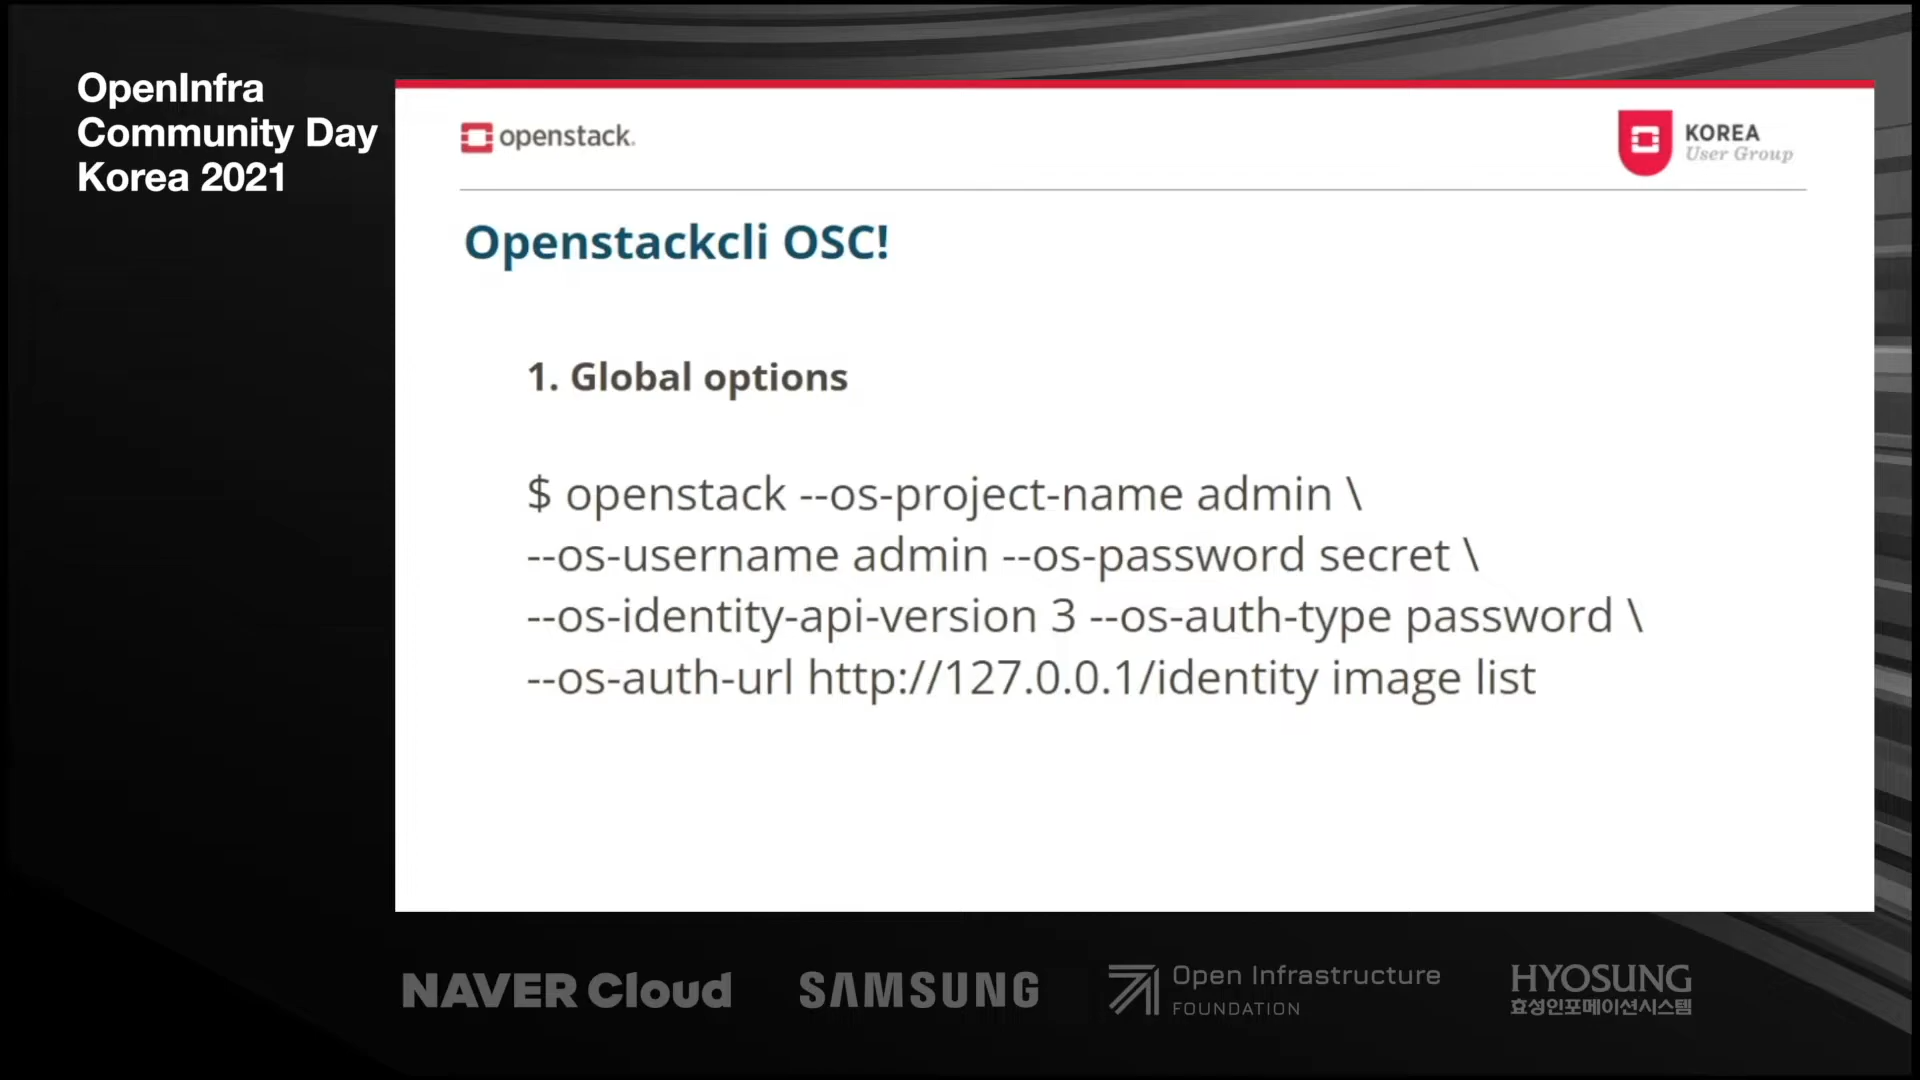 OpenInfra
Community Day
Korea 2021
openstack.
KOREA
User Group
Openstackcli OSC!
1. Global options
$ openstack --os-project-name admin \
--os-username admin --os-password secret \
--os-identity-api-version 3 --os-auth-type password \
--os-auth-url http://127.0.0.1/identity image list
NAVER Cloud
SAMSUNG
Open Infrastructure
FOUNDATION
HYOSUNG
효성인포메이션시스템